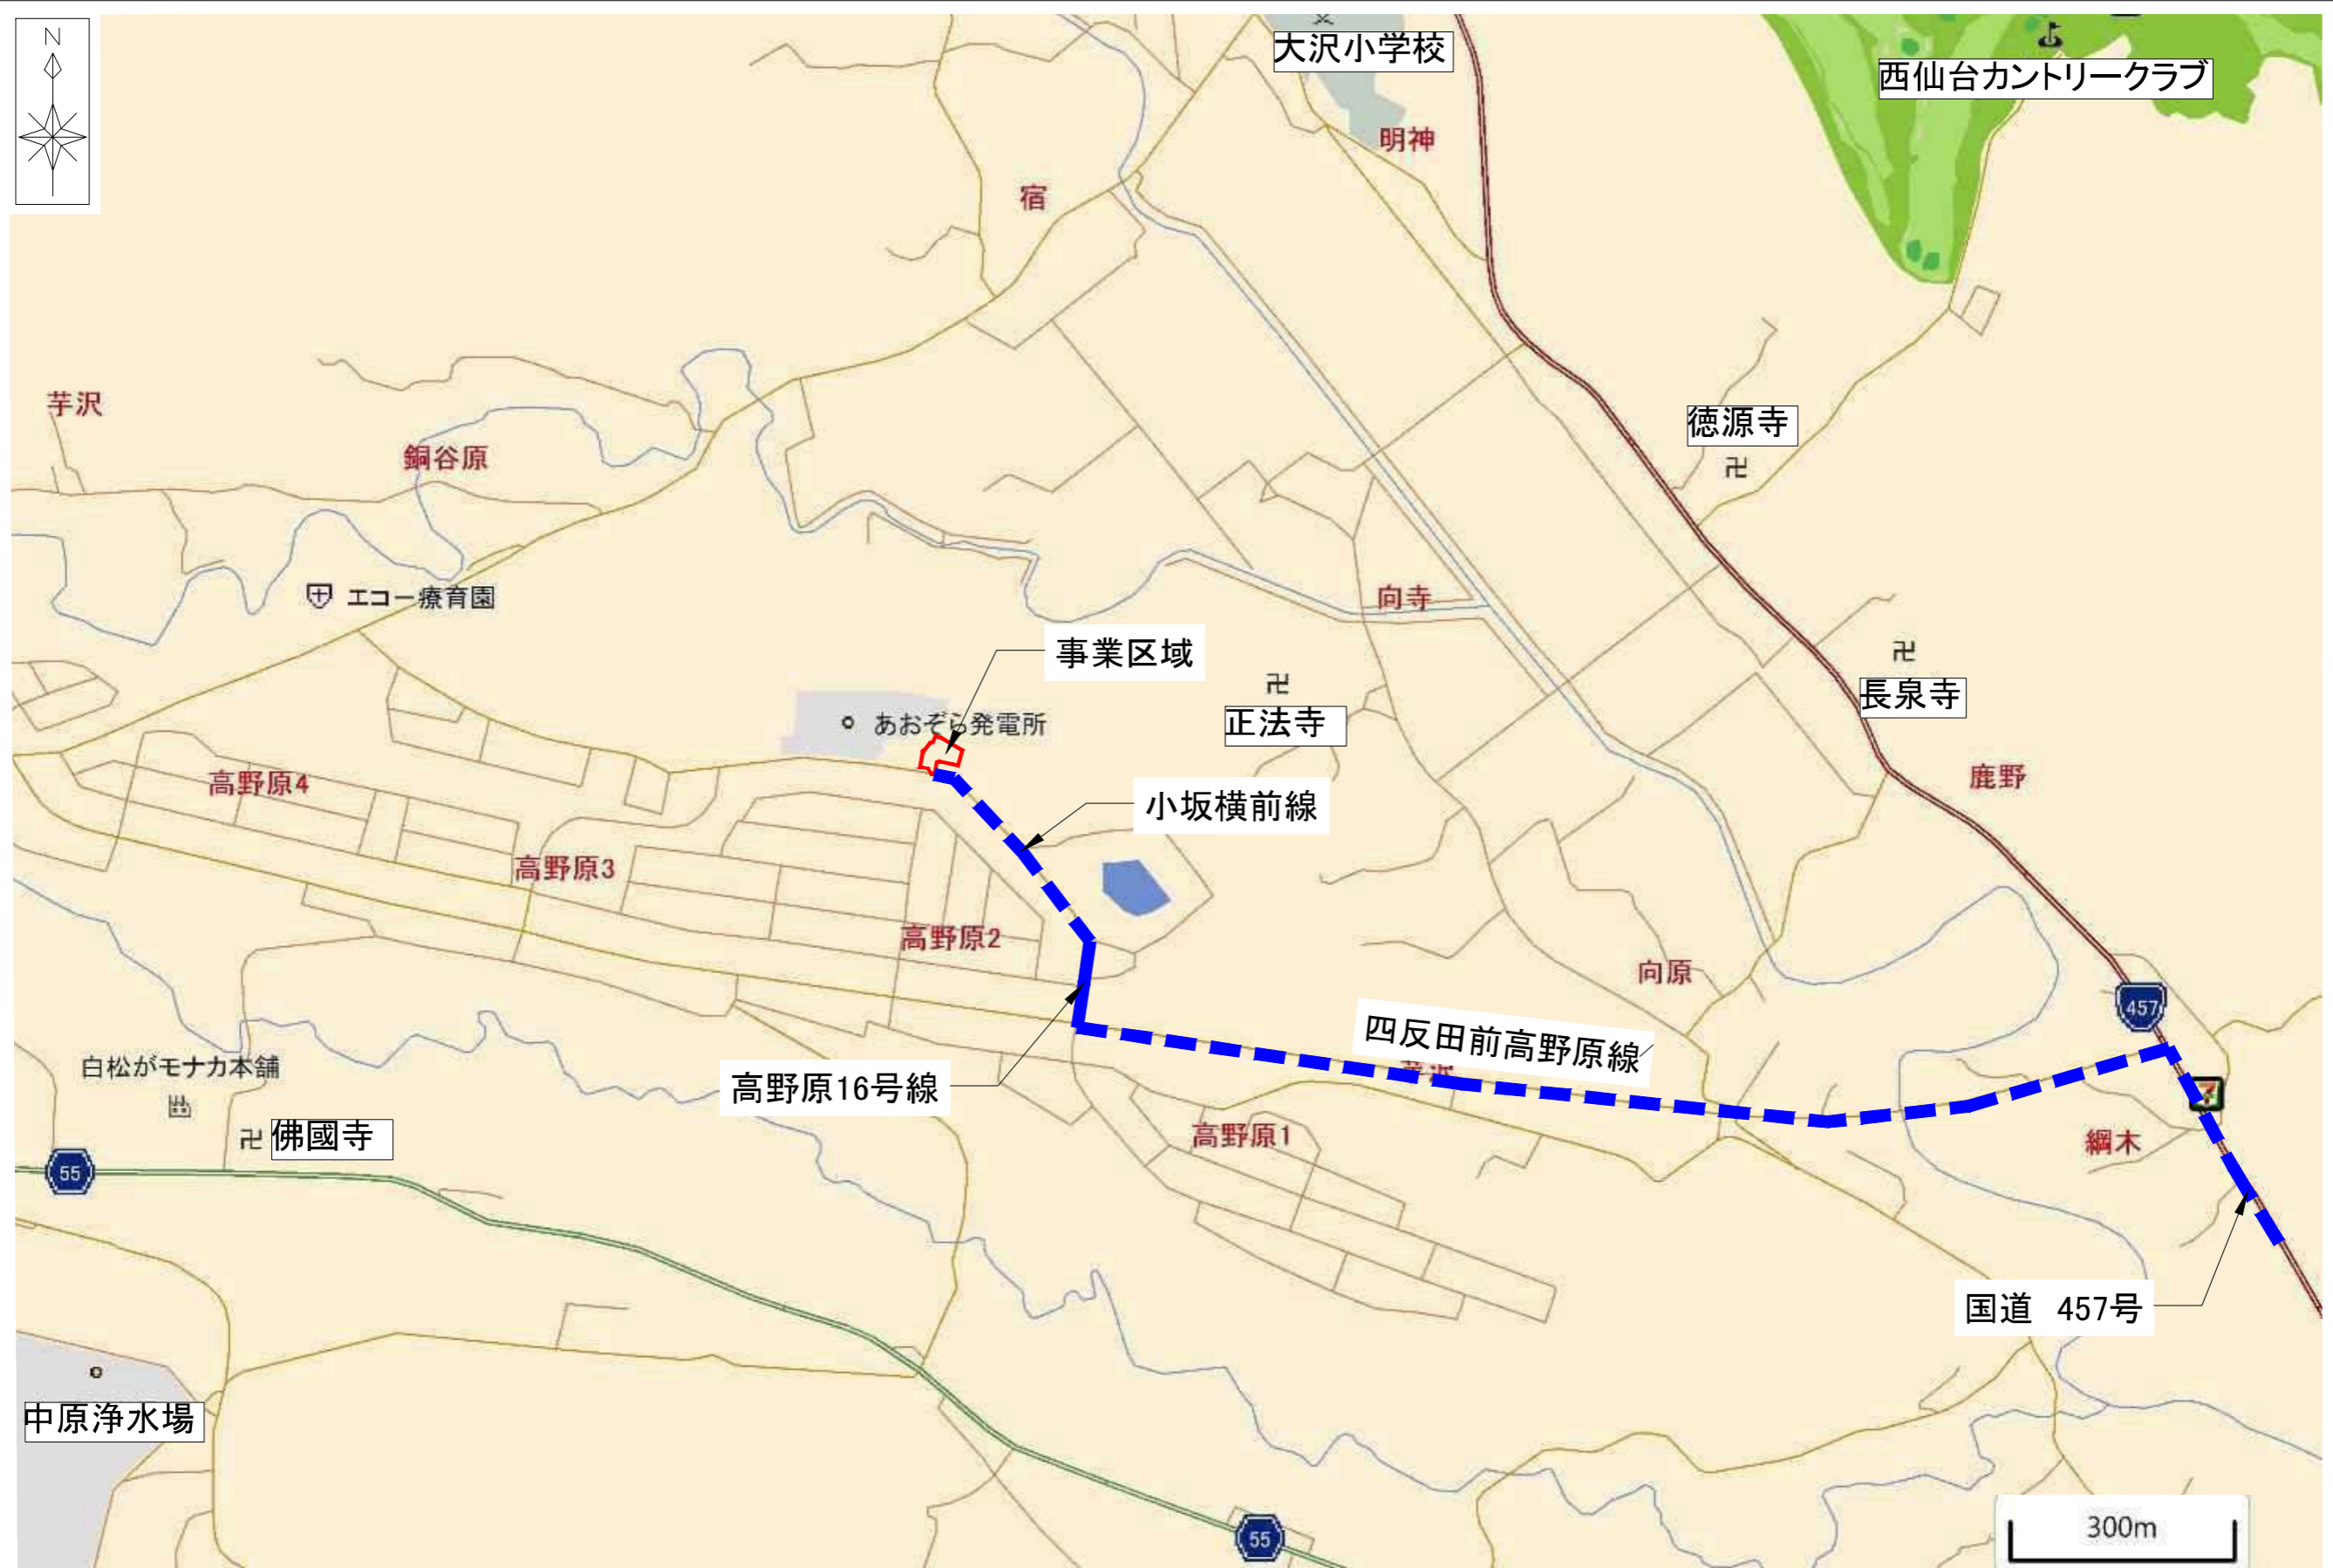 N
大沢小学校
西仙台カントリークラブ
明神
宿
芋沢
徳源寺
銅谷原
エコー療育園
向寺
事業区域
長泉寺
正法寺
あおぞら発電所
鹿野
高野原4
小坂横前線
高野原3
高野原2
向原
457
四反田前高野原線
白松がモナカ本舗
高野原16号線
7
佛國寺
高野原1
綱木
55
国道 457号
中原浄水場
300m
55